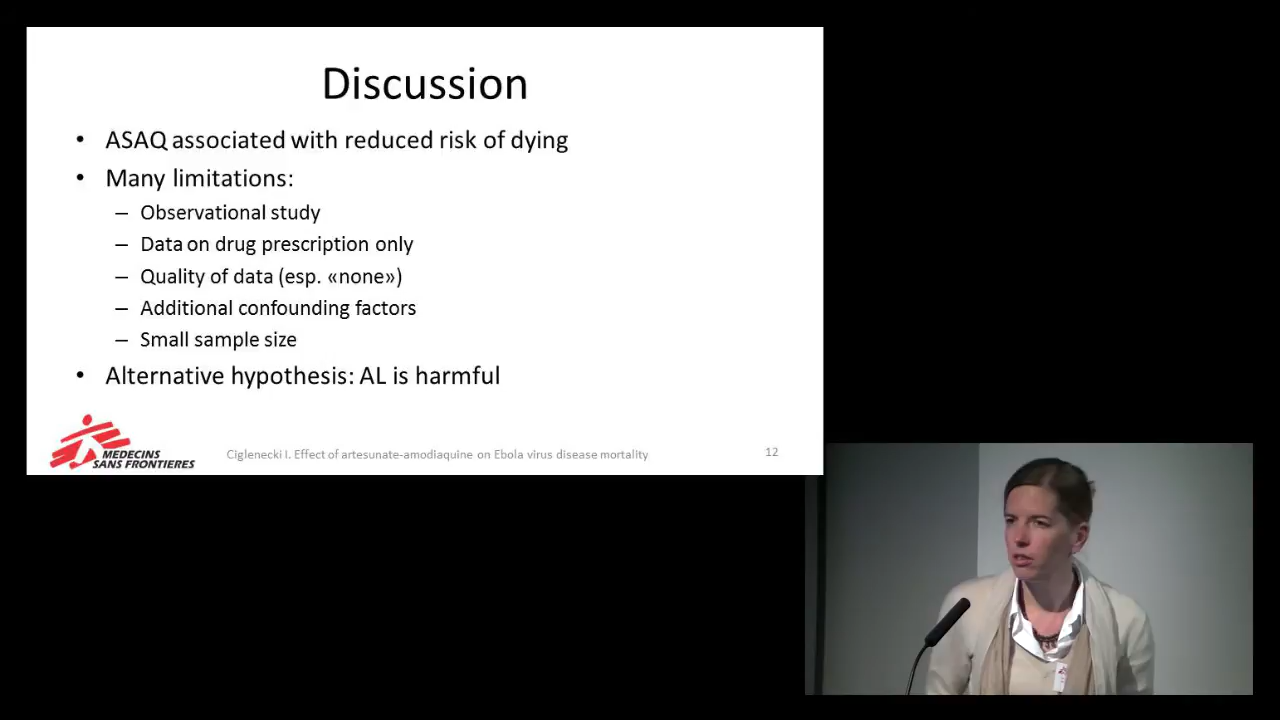 Discussion
• ASAQ associated with reduced risk of dying
• Many limitations:
– Observational study
– Data on drug prescription only
– Quality of data (esp. «none»)
– Additional confounding factors
– Small sample size
• Alternative hypothesis: AL is harmful
MEDECINS
SANS FRONTIERES
Ciglenecki I. Effect of artesunate-amodiaquine on Ebola virus disease mortality
12